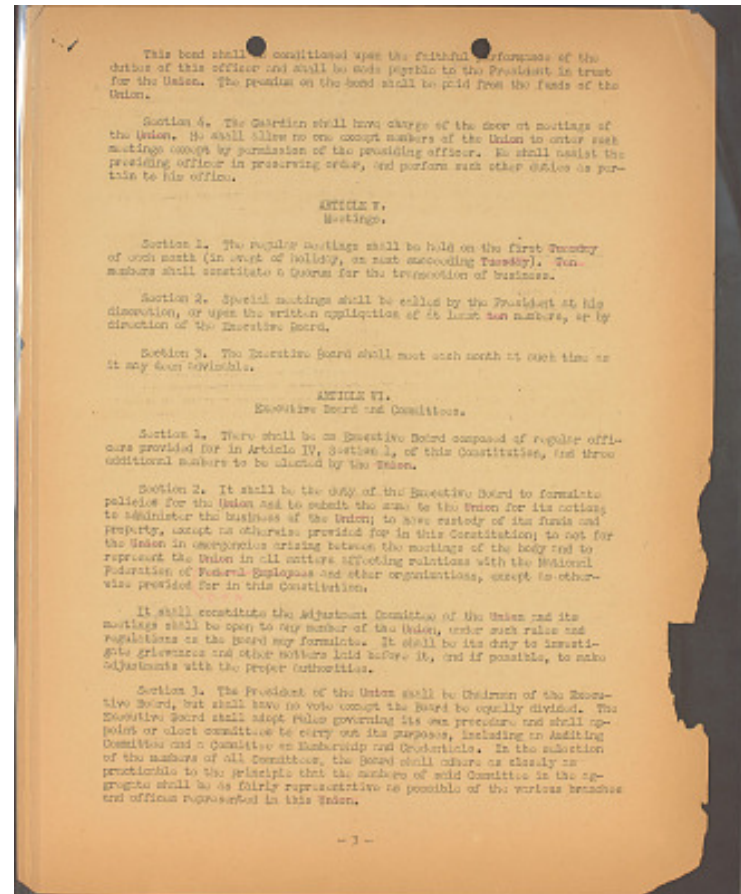 This bond shall be conditioned upon the faithful performance of the
duties of this officer and shall be made payable to the President in trust
for the Union. The premium on the bond shall be paid from the funds of the
Union.
Section 4. The Guardian shall have charge of the door at meetings of
the Union. He shall allow no one except members of the Union to enter such
meetings except by permission of the presiding officer. He shall assist the
presiding officer in preserving order, and perform such other duties as per-
tain to his office.
ARTICLE V.
Meetings.
Section 1. The regular meetings shall be held on the first Tuesday
of each month (in event of holiday, on next succeeding Tuesday). Ten
members shall constitute a Quorum for the transaction of business.
Section 2. Special meetings shall be called by the President at his
discretion, or upon the written application of at least ten members, or by
direction of the Executive Board.
Section 3. The Executive Board shall meet each month at such time as
it may deem advisable.
ARTICLE VI.
Executive Board and Committees.
Section 1. There shall be an Executive Board composed of regular offi-
cers provided for in Article IV, Section 1, of this Constitution, and three
additional members to be elected by the Union.
Section 2. It shall be the duty of the Executive Board to formulate
policies for the Union and to submit the same to the Union for its action;
to administer the business of the Union; to have custody of its funds and
property, except as otherwise provided for in this Constitution; to act for
the Union in emergencies arising between the meetings of the body and to
represent the Union in all matters affecting relations with the National
Federation of Federal Employees and other organizations, except as other-
wise provided for in this Constitution.
It shall constitute the Adjustment Committee of the Union and its
meetings shall be open to any member of the Union, under such rules and
regulations as the Board may formulate. It shall be its duty to investi-
gate grievances and other matters laid before it, and if possible, to make
adjustments with the proper authorities.
Section 3. The President of the Union shall be Chairman of the Execu-
tive Board, but shall have no vote except the Board be equally divided. The
Executive Board shall adopt rules governing its own procedure and shall ap-
point or elect committees to carry out its purposes, including an Auditing
Committee and a Committee on Membership and Credentials. In the selection
of the members of all Committees, the Board shall adhere as closely as
practicable to the principle that the members of said Committee in the ag-
gregate shall be as fairly representative as possible of the various branches
and offices represented in this Union.
- 3 -